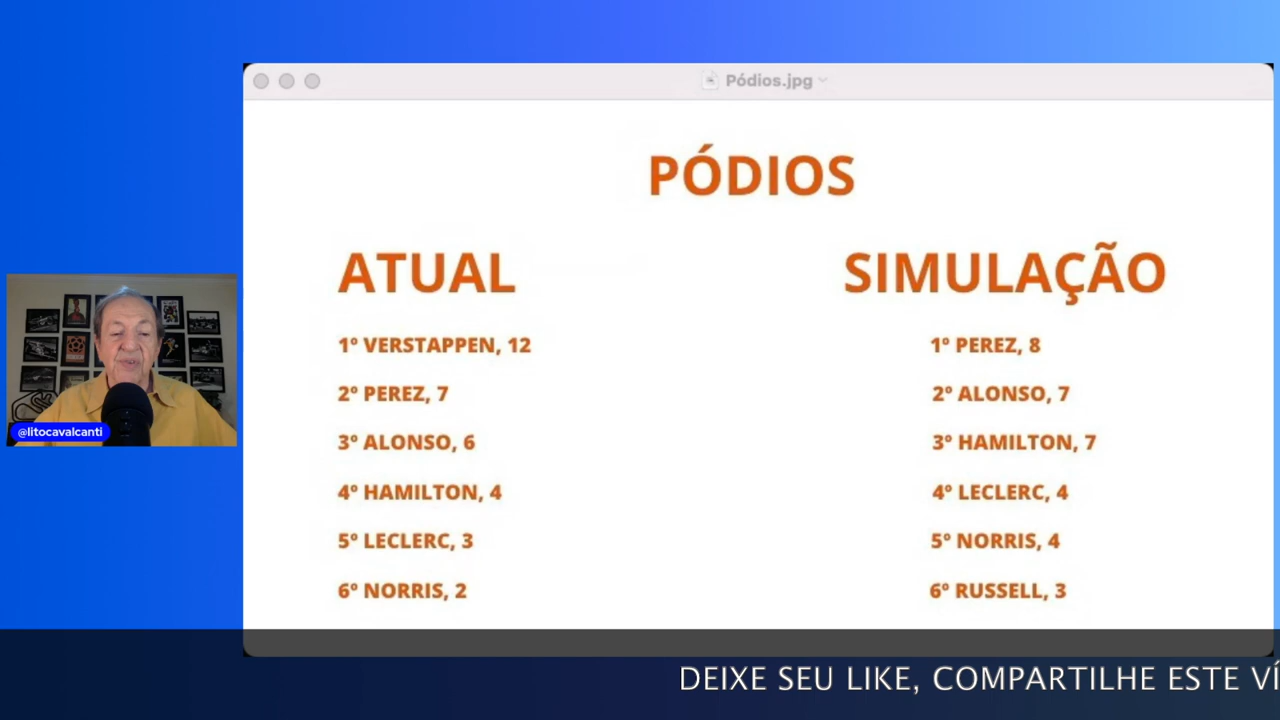 Pódios.jpg
PÓDIOS
ATUAL
1º VERSTAPPEN, 12
2º PEREZ, 7
3º ALONSO, 6
4º HAMILTON, 4
5º LECLERC, 3
6º NORRIS, 2
SIMULAÇÃO
1º PEREZ, 8
2º ALONSO, 7
3º HAMILTON, 7
4º LECLERC, 4
5º NORRIS, 4
6º RUSSELL, 3
@litocavalcanti
DEIXE SEU LIKE, COMPARTILHE ESTE VÍ